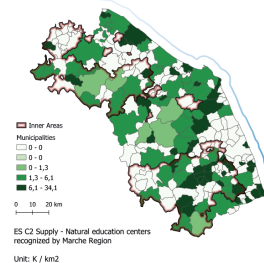 Inner Areas
Municipalities
0 - 0
0 - 0
0 - 1,3
1,3 - 6,1
6,1 - 34,1
0 10 20 km
ES C2 Supply - Natural education centers
recognized by Marche Region
Unit: K / km2